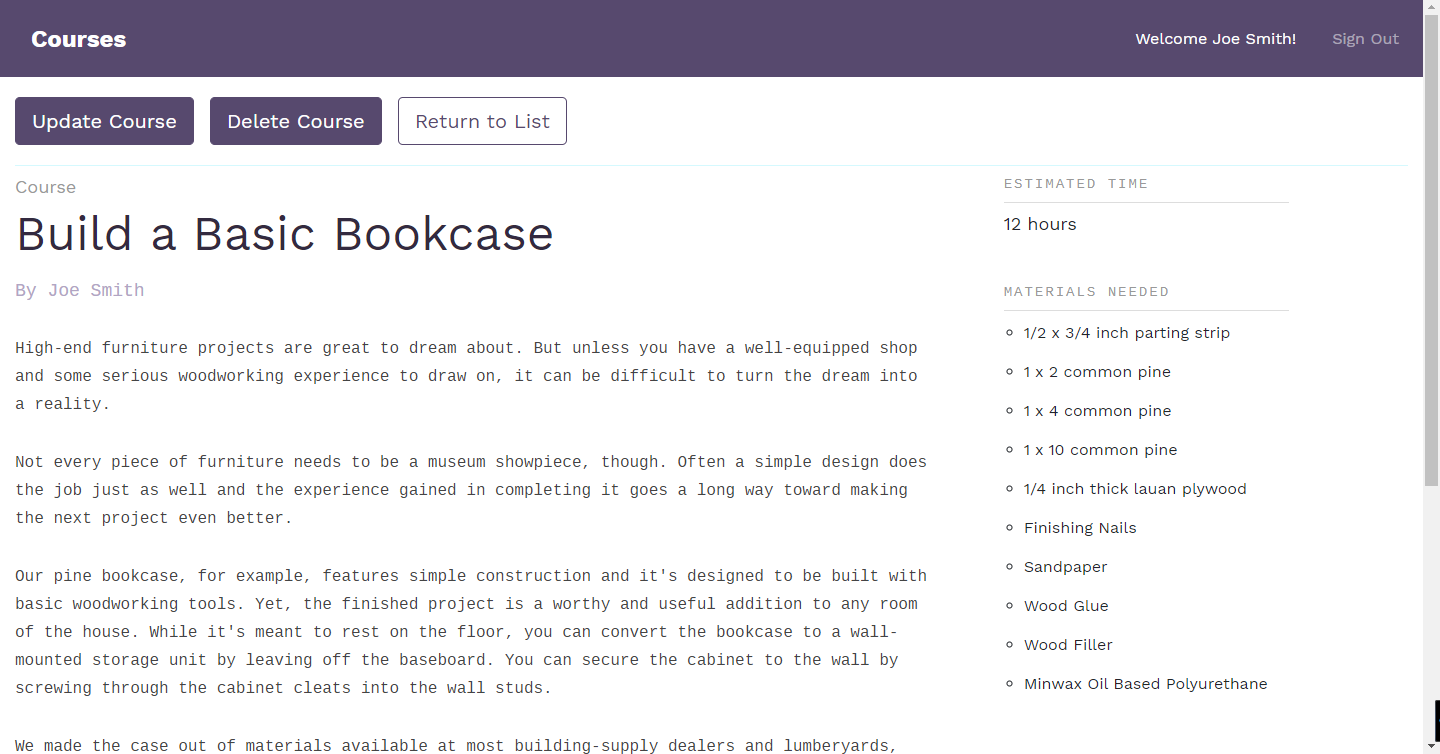 Courses
Welcome Joe Smith!
Sign Out
Update Course
Delete Course
Return to List
Course
Build a Basic Bookcase
By Joe Smith
High-end furniture projects are great to dream about. But unless you have a well-equipped shop
and some serious woodworking experience to draw on, it can be difficult to turn the dream into
a reality.
Not every piece of furniture needs to be a museum showpiece, though. Often a simple design does
the job just as well and the experience gained in completing it goes a long way toward making
the next project even better.
Our pine bookcase, for example, features simple construction and it's designed to be built with
basic woodworking tools. Yet, the finished project is a worthy and useful addition to any room
of the house. While it's meant to rest on the floor, you can convert the bookcase to a wall-
mounted storage unit by leaving off the baseboard. You can secure the cabinet to the wall by
screwing through the cabinet cleats into the wall studs.
We made the case out of materials available at most building-supply dealers and lumberyards,
ESTIMATED TIME
12 hours
MATERIALS NEEDED
1/2 x 3/4 inch parting strip
1 x 2 common pine
1 x 4 common pine
1 x 10 common pine
1/4 inch thick lauan plywood
Finishing Nails
Sandpaper
Wood Glue
Wood Filler
Minwax Oil Based Polyurethane